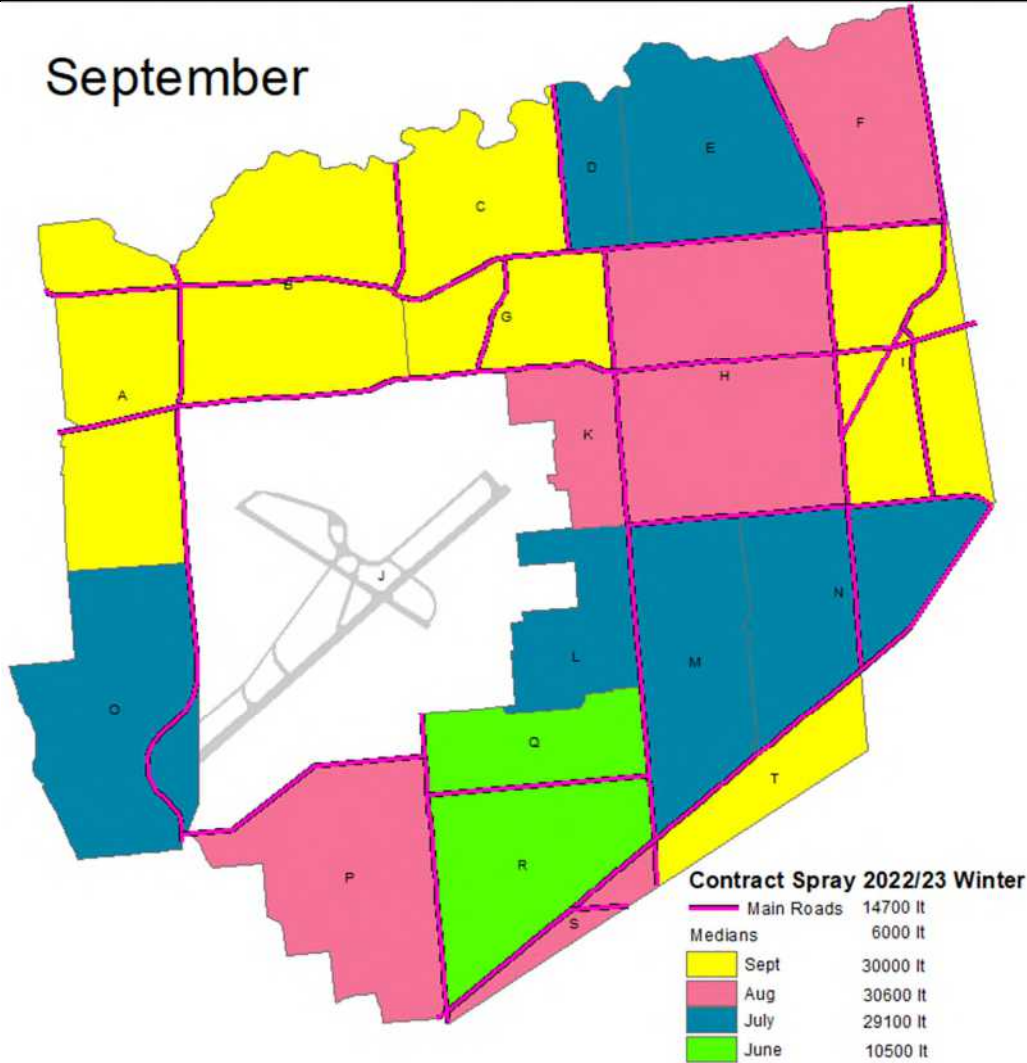 September
F
E
D
C
B
G
I
H
A
K
J
N
L
M
O
Q
T
R
P
S
Contract Spray 2022/23 Winter
Main Roads 14700 lt
Medians 6000 lt
Sept 30000 lt
Aug 30600 lt
July 29100 lt
June 10500 lt